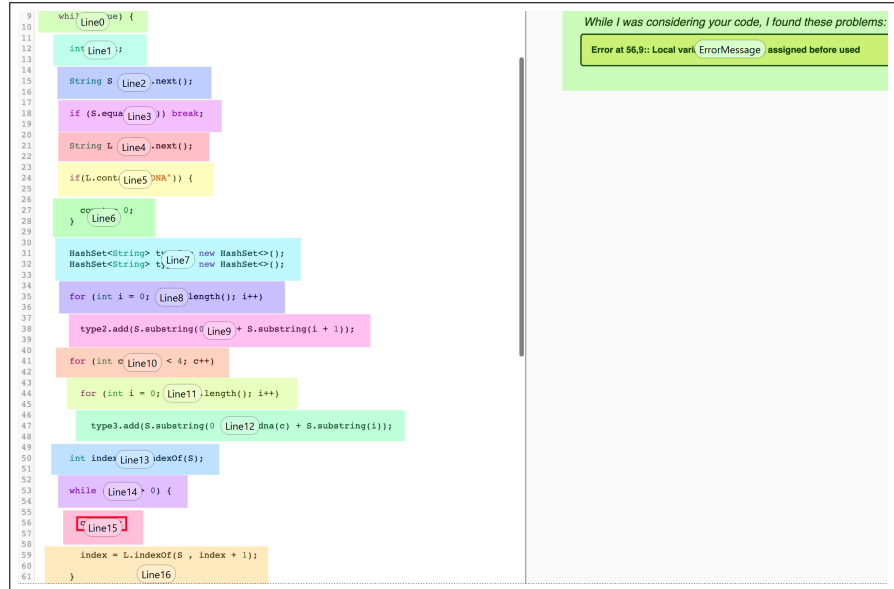 9 while ue) {
Line0
10
11
12 int Line1 ;
13
14
15 String S Line2 .next();
16
17
18 if (S.equa Line3 )) break;
19
20
21 String L Line4 .next();
22
23
24 if(L.conta Line5 DNA")) {
25
26
27 0;
Line6
28 }
29
30
31 HashSet<String> ty new HashSet<>();
Line7
32 HashSet<String> ty new HashSet<>();
33
34
35 for (int i = 0; Line8 length(); i++)
36
37
38 type2.add(S.substring(0 Line9 + S.substring(i + 1));
39
40
41 for (int c Line10 < 4; c++)
42
43
44 for (int i = 0; Line11 .length(); i++)
45
46
47 type3.add(S.substring(0 Line12 dna(c) + S.substring(i));
48
49
50 int index Line13 ndexOf(S);
51
52
53 while Line14 > 0) {
54
55
56
Line15
57
58
59 index = L.indexOf(S , index + 1);
60
Line16
61 }
While I was considering your code, I found these problems:
Error at 56,9:: Local vari ErrorMessage assigned before used